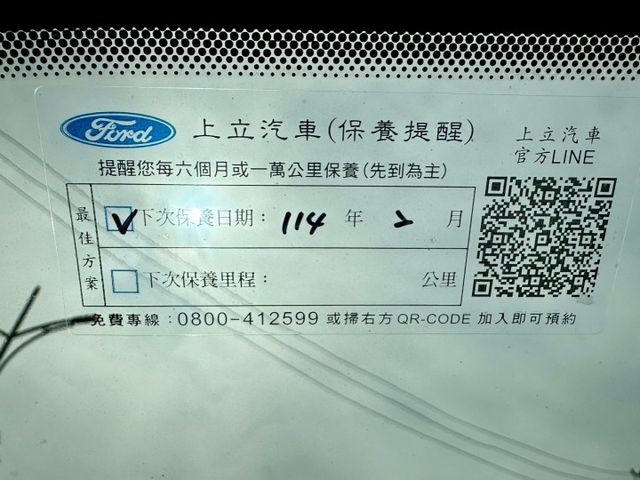 Ford 上立汽車(保養提醒)
上立汽車
官方LINE
提醒您每六個月或一萬公里保養(先到為主)
最佳方案
V下次保養日期：114 年 2 月
下次保養里程： 公里
免費專線：0800-412599 或掃右方 QR-CODE 加入即可預約